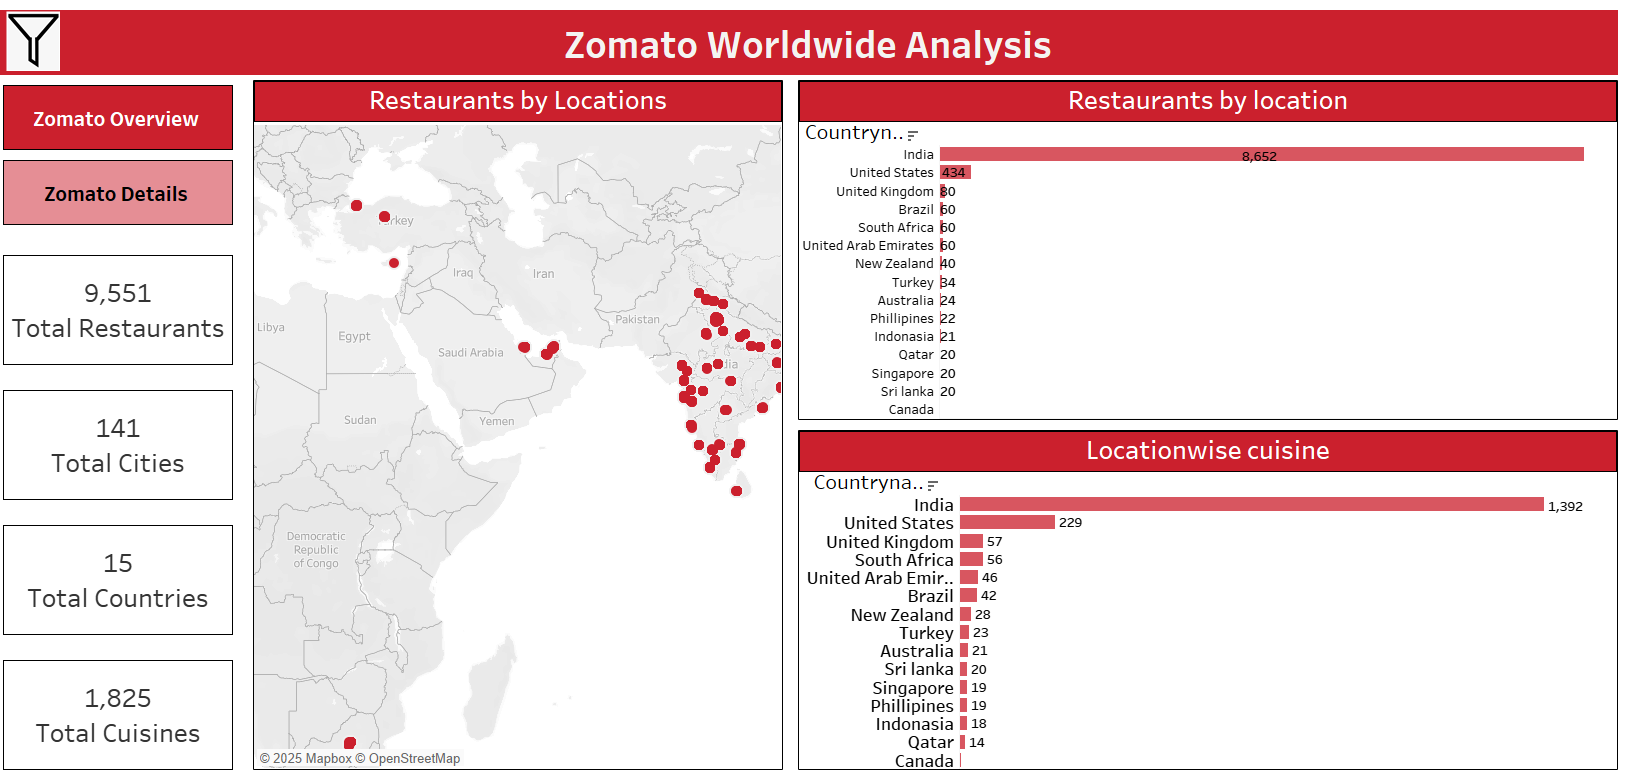 Zomato Worldwide Analysis
Zomato Overview
Zomato Details
9,551
Total Restaurants
141
Total Cities
15
Total Countries
1,825
Total Cuisines
Restaurants by Locations
Turkey
Iraq
Iran
Pakistan
Libya
Egypt
Saudi Arabia
dia
Sudan
Yemen
Democratic
Republic
of Congo
© 2025 Mapbox © OpenStreetMap
Restaurants by location
Countryn..
India 8,652
United States 434
United Kingdom 80
Brazil 60
South Africa 60
United Arab Emirates 60
New Zealand 40
Turkey 34
Australia 24
Phillipines 22
Indonesia 21
Qatar 20
Singapore 20
Sri lanka 20
Canada
Locationwise cuisine
Countryna..
India 1,392
United States 229
United Kingdom 57
South Africa 56
United Arab Emir.. 46
Brazil 42
New Zealand 28
Turkey 23
Australia 21
Sri lanka 20
Singapore 19
Phillipines 19
Indonasia 18
Qatar 14
Canada